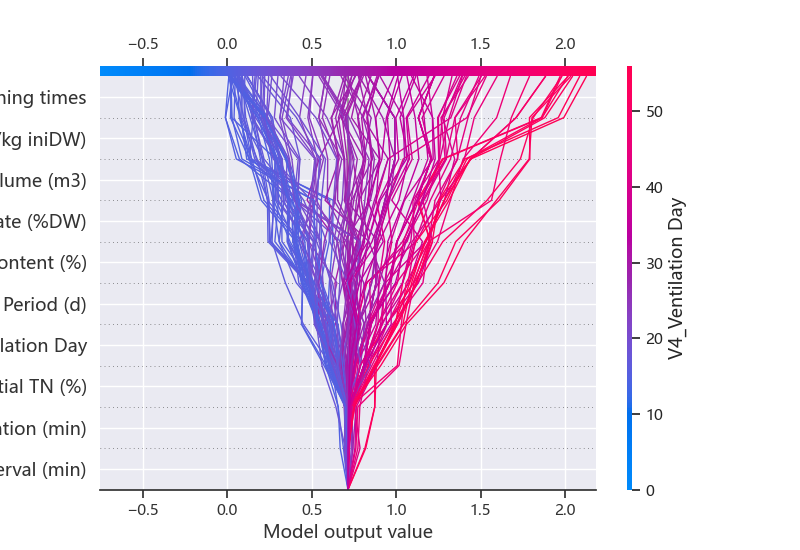 −0.5 0.0 0.5 1.0 1.5 2.0
ning times
/kg iniDW)
lume (m3)
ate (%DW)
ontent (%)
Period (d)
lation Day
tial TN (%)
ation (min)
erval (min)
−0.5 0.0 0.5 1.0 1.5 2.0
Model output value
50
40
30
20
10
0
V4_Ventilation Day